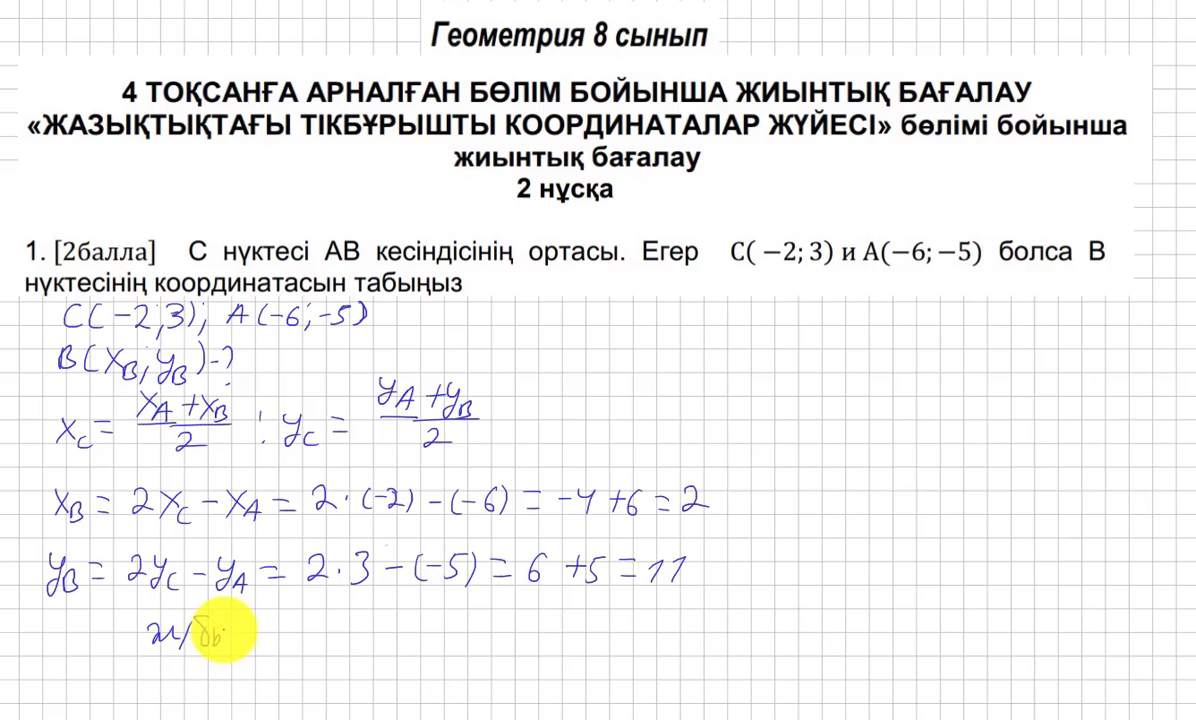 Геометрия 8 сынып
4 ТОҚСАНҒА АРНАЛҒАН БӨЛІМ БОЙЫНША ЖИЫНТЫҚ БАҒАЛАУ
«ЖАЗЫҚТЫҚТАҒЫ ТІКБҰРЫШТЫ КООРДИНАТАЛАР ЖҮЙЕСІ» бөлімі бойынша
жиынтық бағалау
2 нұсқа
1. [2балла] С нүктесі АВ кесіндісінің ортасы. Егер C( −2; 3) и A(−6; −5) болса В
нүктесінің координатасын табыңыз
C(-2; 3); A(-6; -5)
B(x_B; y_B)-?
x_C = (x_A + x_B)/2 ; y_C = (y_A + y_B)/2
x_B = 2x_C - x_A = 2·(-2) - (-6) = -4 + 6 = 2
y_B = 2y_C - y_A = 2·3 - (-5) = 6 + 5 = 11